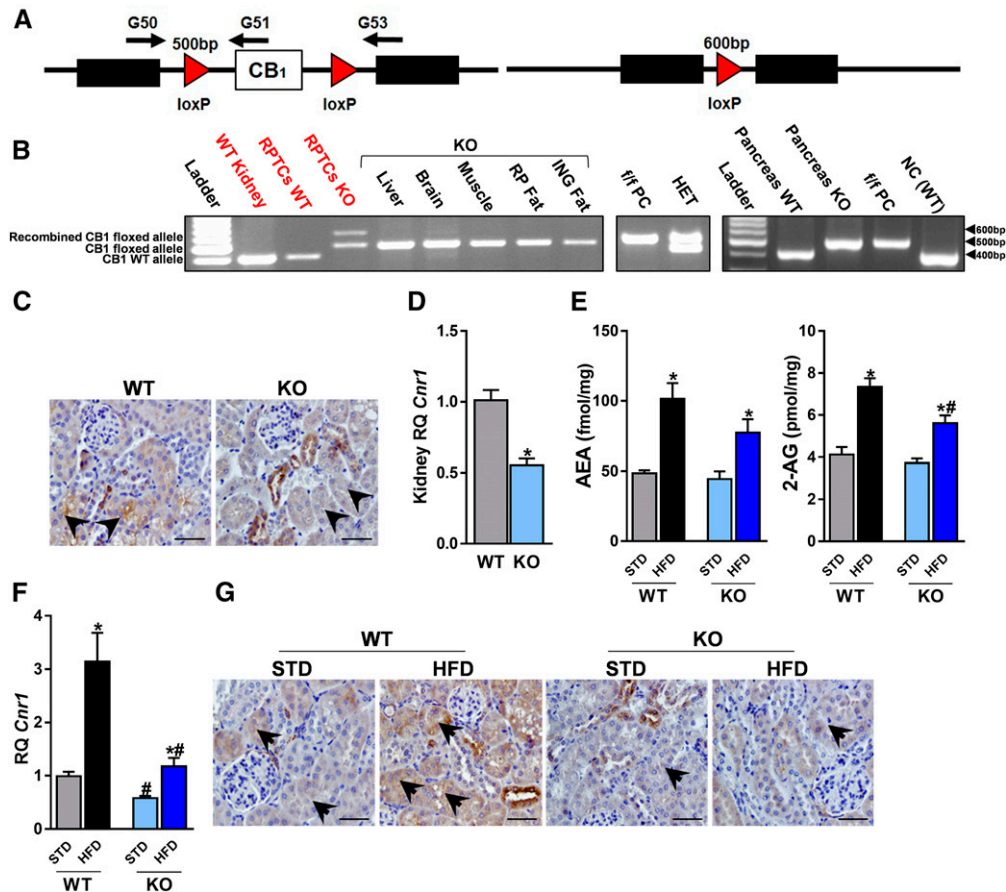 A
G50
G51
G53
500bp
CB1
loxP
loxP
600bp
loxP
B
KO
Ladder
WT Kidney
RPTCs WT
RPTCs KO
Liver
Brain
Muscle
RP Fat
ING Fat
f/f PC
HET
Ladder
Pancreas WT
Pancreas KO
f/f PC
NC (WT)
Recombined CB1 floxed allele
CB1 floxed allele
CB1 WT allele
600bp
500bp
400bp
C
WT
KO
D
Kidney RQ Cnr1
1.5
1.0
0.5
0.0
*
WT
KO
E
AEA (fmol/mg)
150
100
50
0
*
*
STD
HFD
STD
HFD
WT
KO
2-AG (pmol/mg)
10
8
6
4
2
0
*
*#
STD
HFD
STD
HFD
WT
KO
F
RQ Cnr1
4
3
2
1
0
*
#
*#
STD
HFD
STD
HFD
WT
KO
G
WT
KO
STD
HFD
STD
HFD